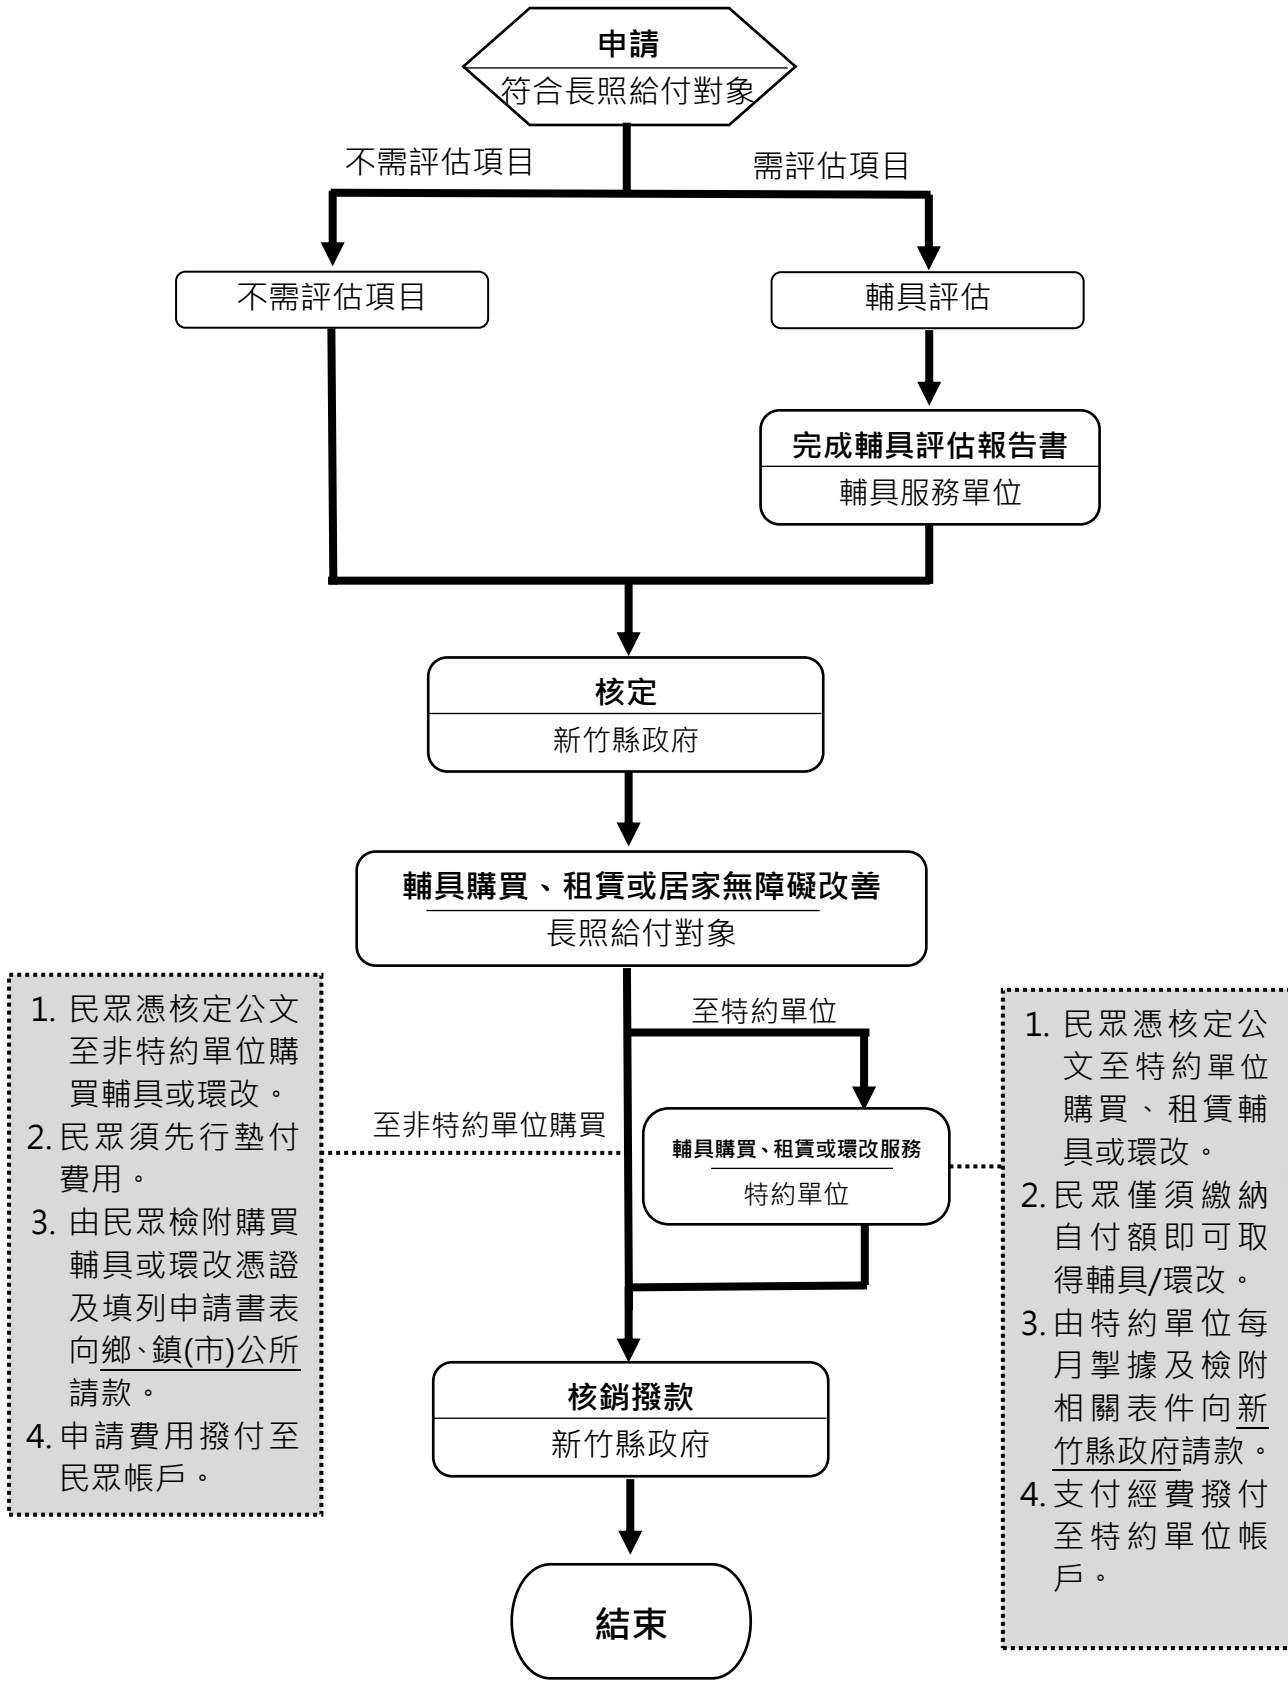 申請
符合長照給付對象
不需評估項目
需評估項目
不需評估項目
輔具評估
完成輔具評估報告書
輔具服務單位
核定
新竹縣政府
輔具購買、租賃或居家無障礙改善
長照給付對象
1. 民眾憑核定公文
至非特約單位購
買輔具或環改。
2. 民眾須先行墊付
費用。
3. 由民眾檢附購買
輔具或環改憑證
及填列申請書表
向鄉、鎮(市)公所
請款。
4. 申請費用撥付至
民眾帳戶。
至非特約單位購買
至特約單位
輔具購買、租賃或環改服務
特約單位
1. 民眾憑核定公
文至特約單位
購買、租賃輔
具或環改。
2. 民眾僅須繳納
自付額即可取
得輔具/環改。
3. 由特約單位每
月掣據及檢附
相關表件向新
竹縣政府請款。
4. 支付經費撥付
至特約單位帳
戶。
核銷撥款
新竹縣政府
結束